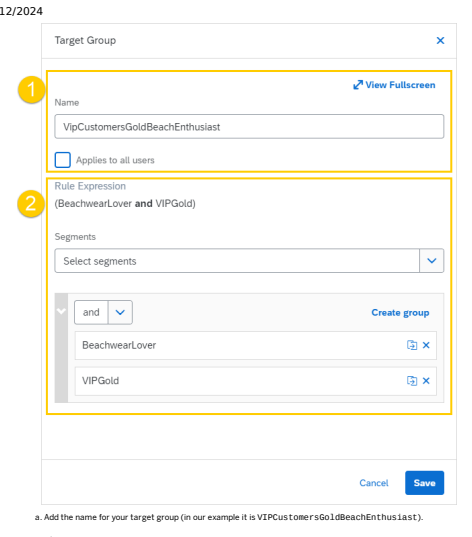 12/2024
Target Group
1
View Fullscreen
Name
VipCustomersGoldBeachEnthusiast
Applies to all users
2
Rule Expression
(BeachwearLover and VIPGold)
Segments
Select segments
and
Create group
BeachwearLover
VIPGold
Cancel Save
a. Add the name for your target group (in our example it is VIPCustomersGoldBeachEnthusiast).